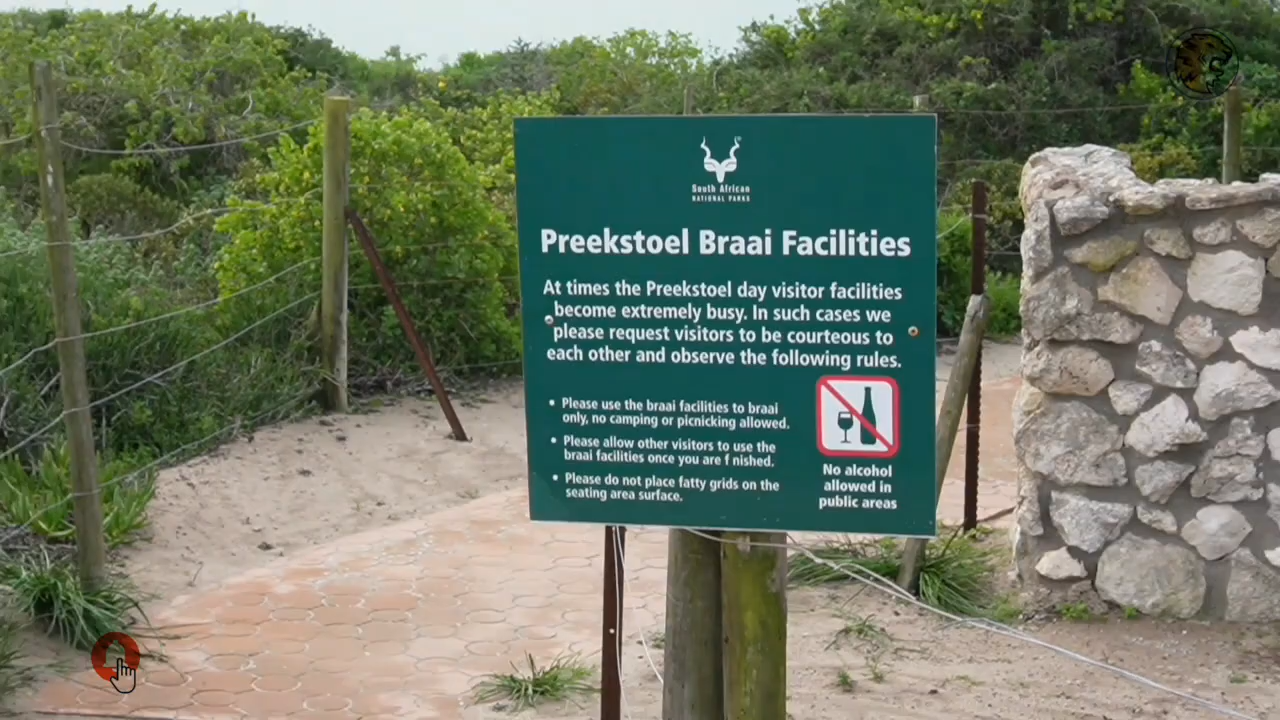 South African
NATIONAL PARKS
Preekstoel Braai Facilities
At times the Preekstoel day visitor facilities
become extremely busy. In such cases we
please request visitors to be courteous to
each other and observe the following rules.
• Please use the braai facilities to braai
only, no camping or picnicking allowed.
• Please allow other visitors to use the
braai facilities once you are f nished.
• Please do not place fatty grids on the
seating area surface.
No alcohol
allowed in
public areas